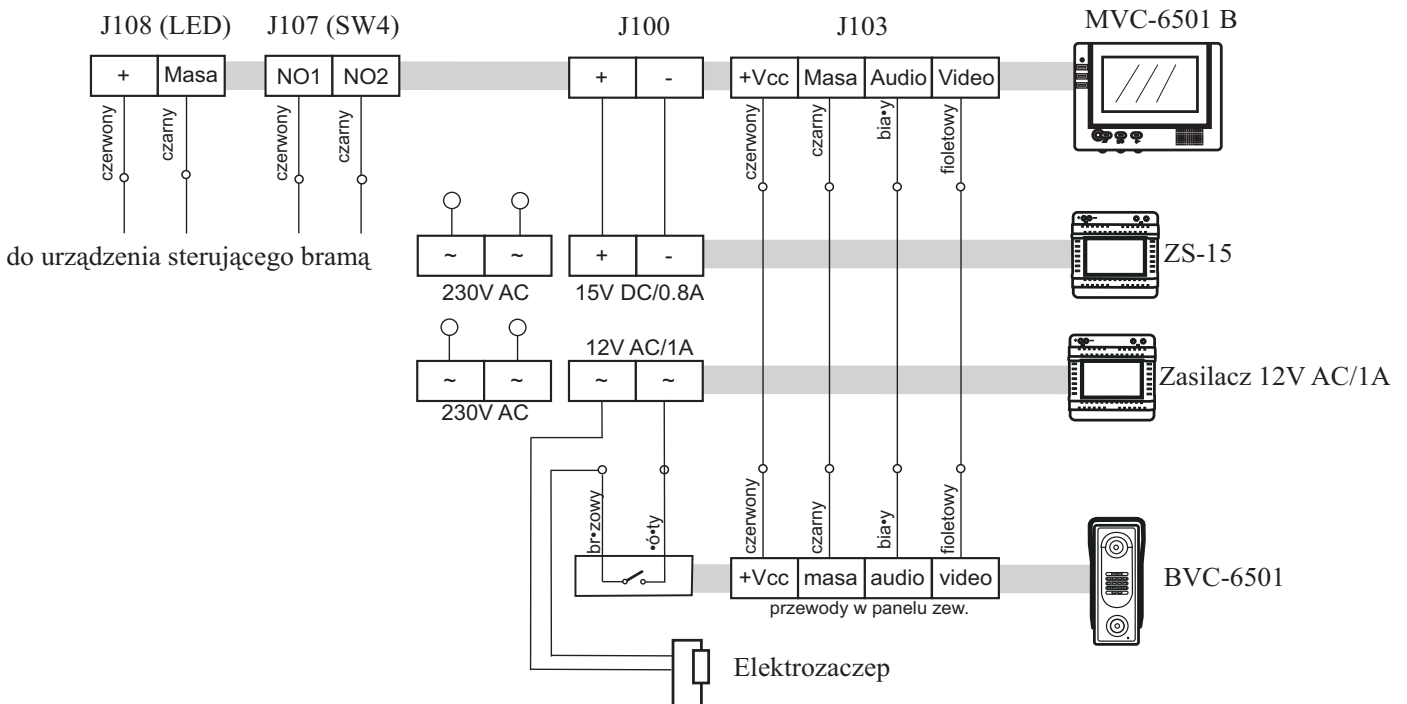 J108 (LED) J107 (SW4) J100 J103 MVC-6501 B
+ Masa NO1 NO2 + - +Vcc Masa Audio Video
czerwony czarny czerwony czarny czerwony czarny bia•y fioletowy
do urządzenia sterującego bramą
~ ~ + - ZS-15
230V AC 15V DC/0.8A
12V AC/1A
~ ~ ~ ~ Zasilacz 12V AC/1A
230V AC
br•zowy •ó•ty czerwony czarny bia•y fioletowy
+Vcc masa audio video BVC-6501
przewody w panelu zew.
Elektrozaczep